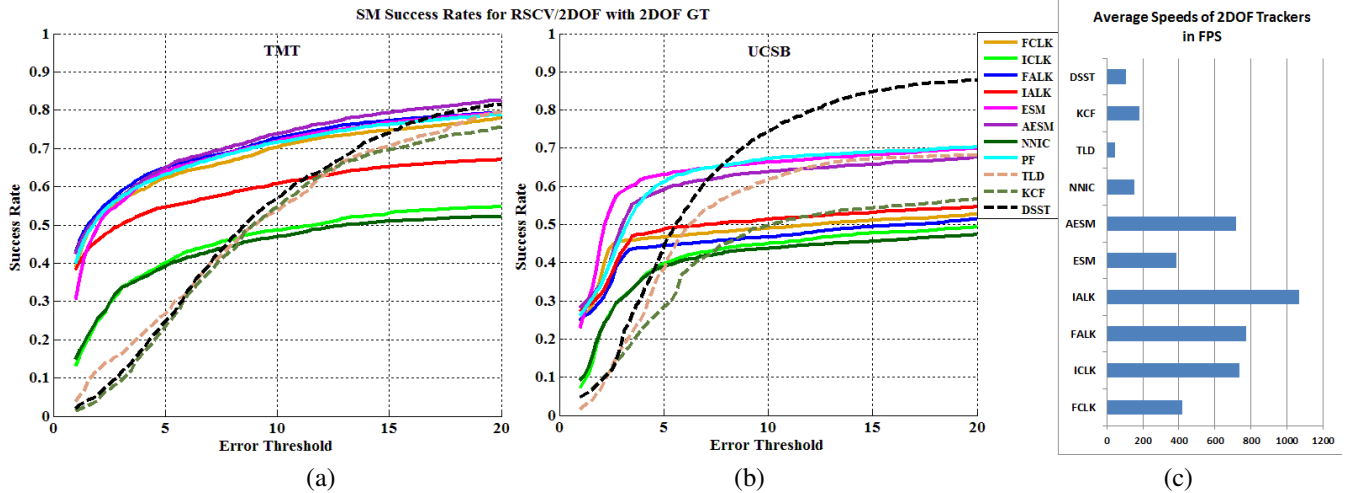 SM Success Rates for RSCV/2DOF with 2DOF GT
TMT
Success Rate
1
0.9
0.8
0.7
0.6
0.5
0.4
0.3
0.2
0.1
0
5
10
15
20
Error Threshold
(a)
UCSB
Success Rate
1
0.9
0.8
0.7
0.6
0.5
0.4
0.3
0.2
0.1
0
5
10
15
20
Error Threshold
(b)
FCLK
ICLK
FALK
IALK
ESM
AESM
NNIC
PF
TLD
KCF
DSST
Average Speeds of 2DOF Trackers
in FPS
DSST
KCF
TLD
NNIC
AESM
ESM
IALK
FALK
ICLK
FCLK
0 200 400 600 800 1000 1200
(c)